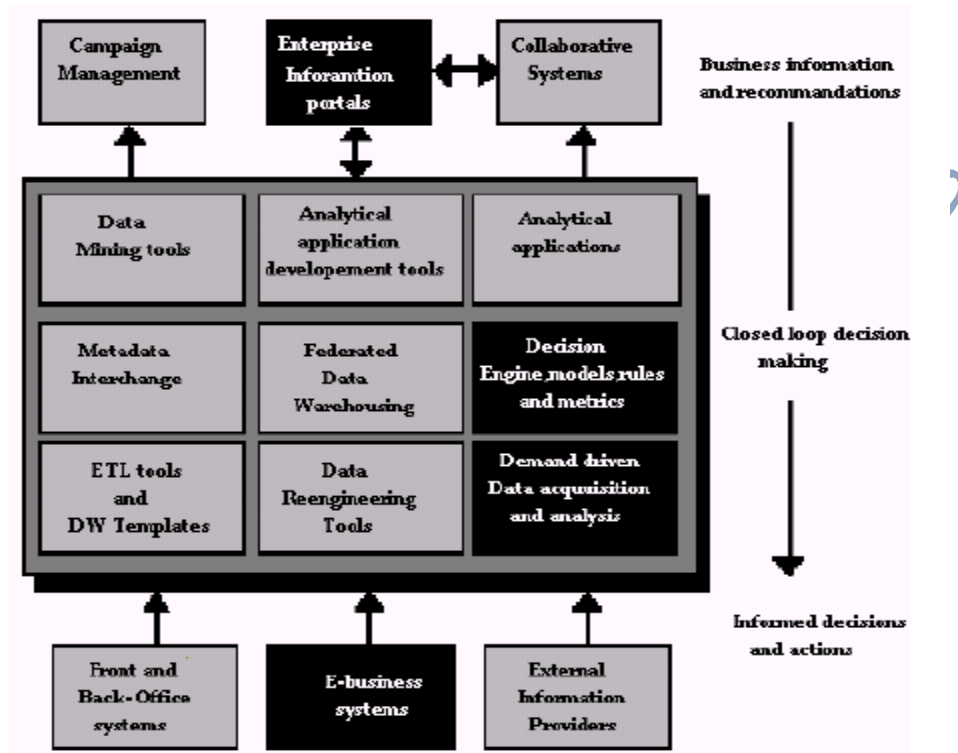 Campaign
Management
Enterprise
Inforamtion
portals
Collaborative
Systems
Business information
and recommandations
Data
Mining tools
Analytical
application
developement tools
Analytical
applications
Metadata
Interchange
Federated
Data
Warehousing
Decision
Engine,models,rules
and metrics
Closed loop decision
making
ETL tools
and
DW Templates
Data
Reengineering
Tools
Demand driven
Data acquisition
and analysis
Informed decisions
and actions
Front and
Back-Office
systems
E-business
systems
External
Information
Providers